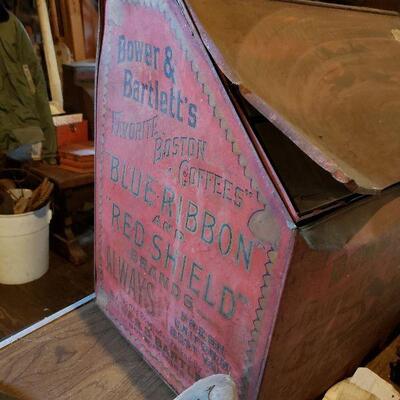 Bower &
Bartlett's
FAVORITE
BOSTON
COFFEES"
BLUE-RIBBON"
AND
"RED-SHIELD"
BRANDS
ALWAYS